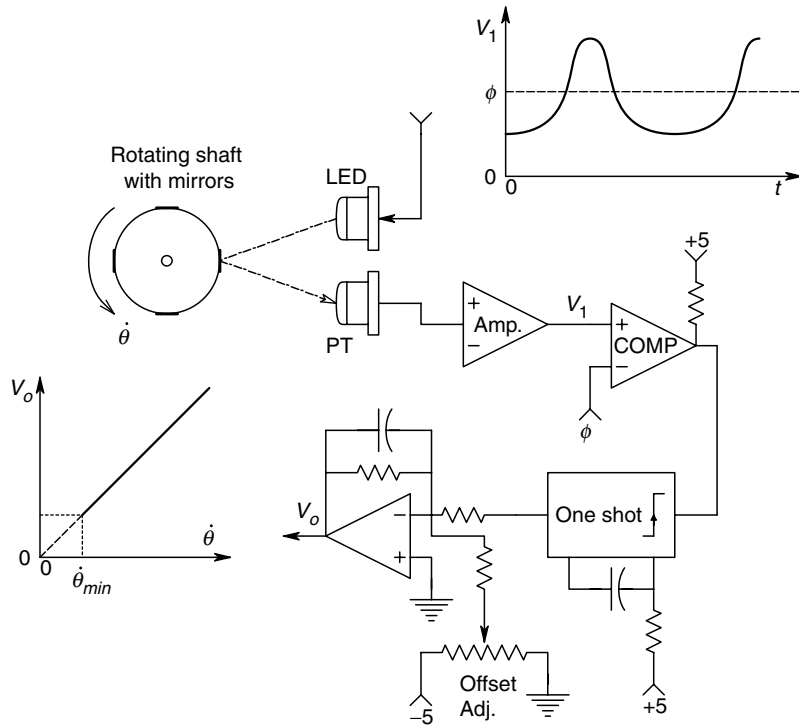 V1
φ
0
0
t
Rotating shaft
with mirrors
LED
θ̇
PT
+
−
Amp.
V1
+5
+
−
COMP
φ
Vo
0
0
θ̇min
θ̇
Vo
−
+
One shot
−5
Offset
Adj.
+5